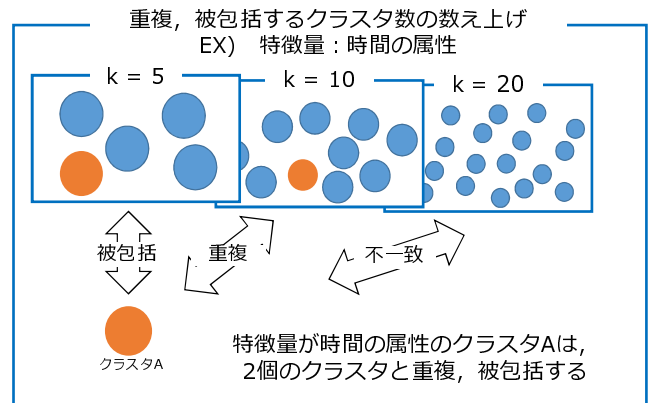 重複，被包括するクラスタ数の数え上げ
EX)　特徴量：時間の属性
k = 5
k = 10
k = 20
被包括
重複
不一致
クラスタA
特徴量が時間の属性のクラスタAは，
2個のクラスタと重複，被包括する